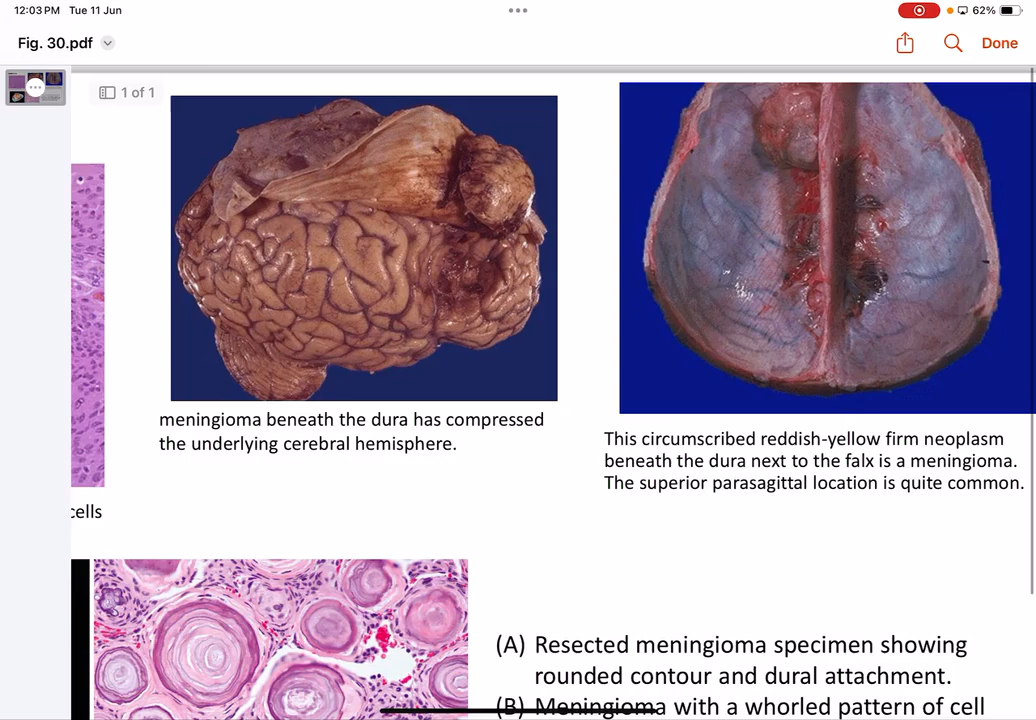 12:03 PM Tue 11 Jun
62%
Fig. 30.pdf
Done
1 of 1
meningioma beneath the dura has compressed
the underlying cerebral hemisphere.
This circumscribed reddish-yellow firm neoplasm
beneath the dura next to the falx is a meningioma.
The superior parasagittal location is quite common.
cells
(A) Resected meningioma specimen showing
rounded contour and dural attachment.
(B) Meningioma with a whorled pattern of cell